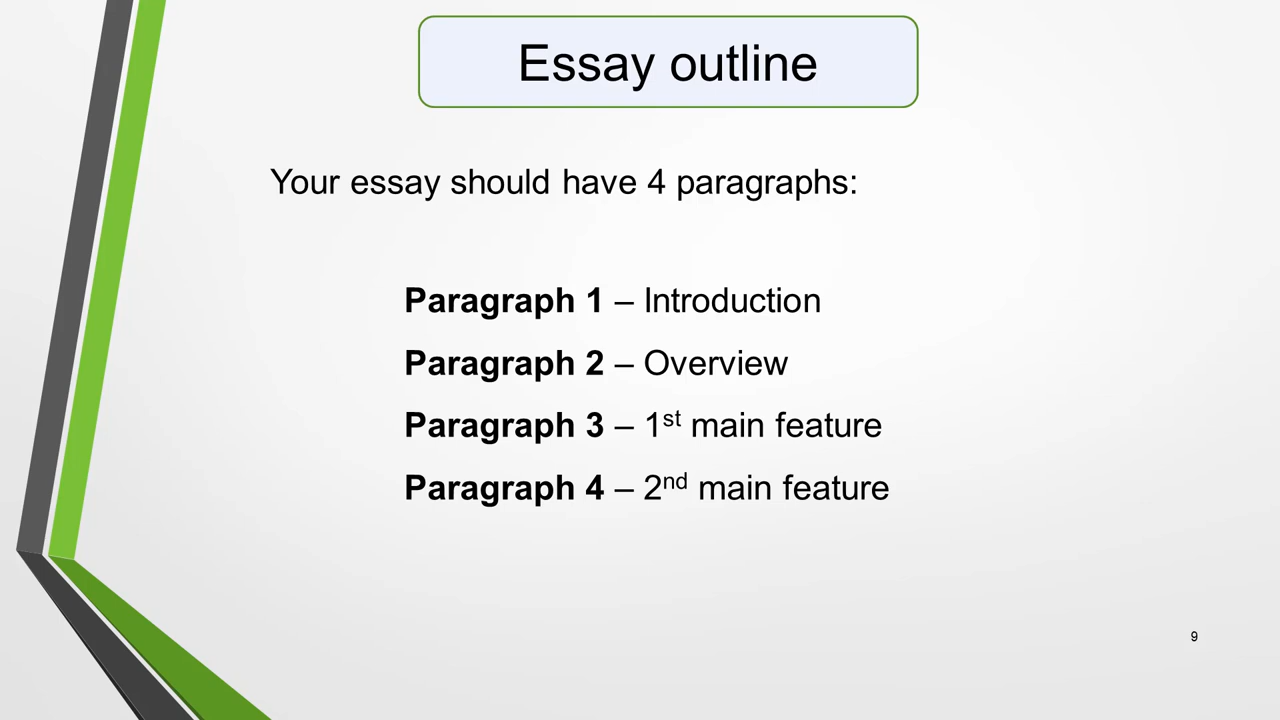 Essay outline
Your essay should have 4 paragraphs:
Paragraph 1 – Introduction
Paragraph 2 – Overview
Paragraph 3 – 1st main feature
Paragraph 4 – 2nd main feature
9